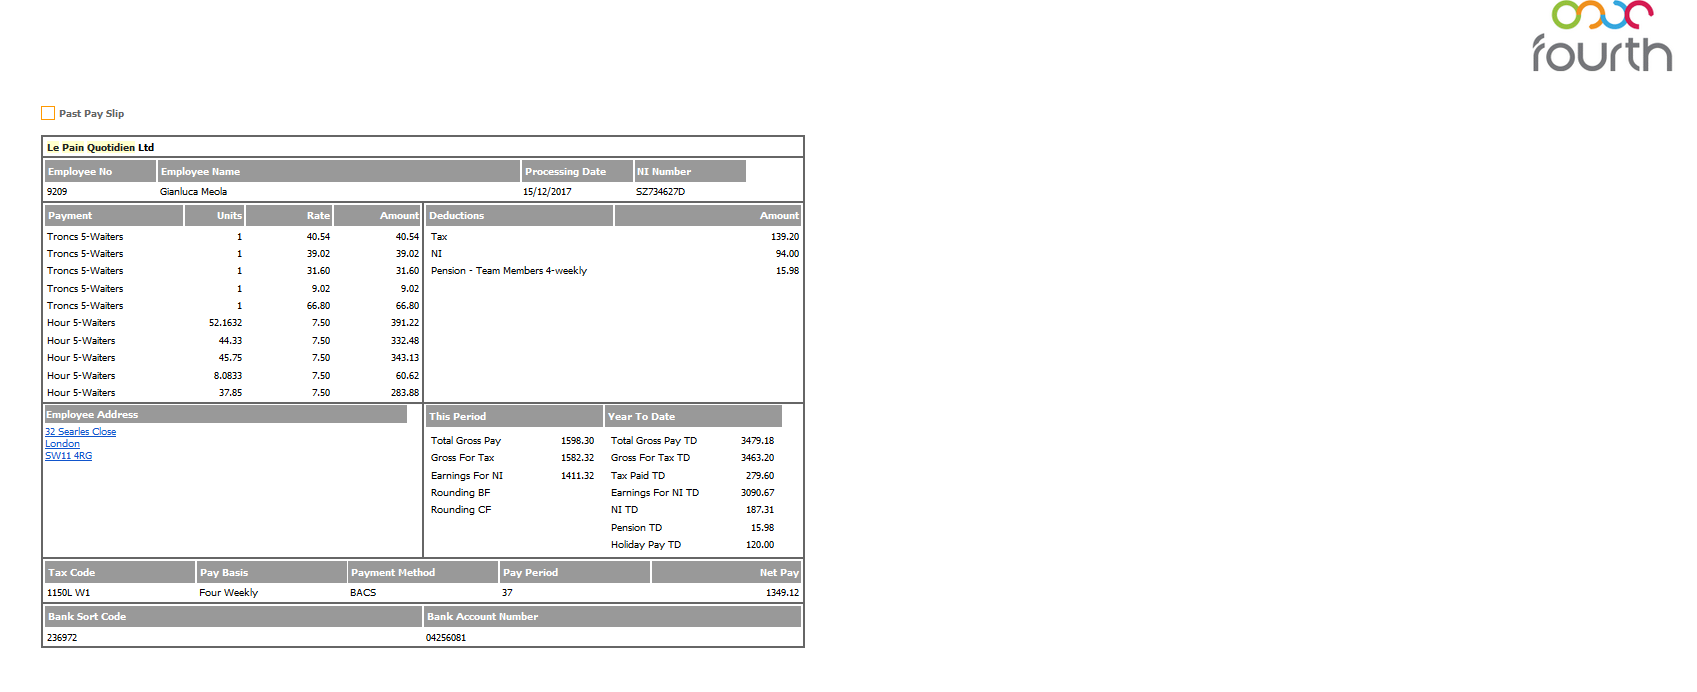 fourth
Past Pay Slip
Le Pain Quotidien Ltd
Employee No Employee Name Processing Date NI Number
9209 Gianluca Meola 15/12/2017 SZ734627D
Payment Units Rate Amount Deductions Amount
Troncs 5-Waiters 1 40.54 40.54 Tax 139.20
Troncs 5-Waiters 1 39.02 39.02 NI 94.00
Troncs 5-Waiters 1 31.60 31.60 Pension - Team Members 4-weekly 15.98
Troncs 5-Waiters 1 9.02 9.02
Troncs 5-Waiters 1 66.80 66.80
Hour 5-Waiters 52.1632 7.50 391.22
Hour 5-Waiters 44.33 7.50 332.48
Hour 5-Waiters 45.75 7.50 343.13
Hour 5-Waiters 8.0833 7.50 60.62
Hour 5-Waiters 37.85 7.50 283.88
Employee Address
32 Searles Close
London
SW11 4RG
This Period Year To Date
Total Gross Pay 1598.30 Total Gross Pay TD 3479.18
Gross For Tax 1582.32 Gross For Tax TD 3463.20
Earnings For NI 1411.32 Tax Paid TD 279.60
Rounding BF Earnings For NI TD 3090.67
Rounding CF NI TD 187.31
Pension TD 15.98
Holiday Pay TD 120.00
Tax Code Pay Basis Payment Method Pay Period Net Pay
1150L W1 Four Weekly BACS 37 1349.12
Bank Sort Code Bank Account Number
236972 04256081